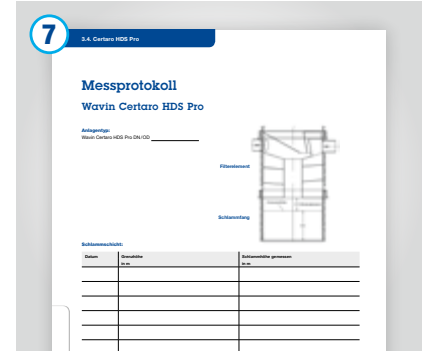 7
3.4. Certaro HDS Pro
Messprotokoll
Wavin Certaro HDS Pro
Anlagentyp:
Wavin Certaro HDS Pro DN/OD
Filterelement
Schlammfang
Schlammschicht:
Datum Grenzhöhe Schlammhöhe gemessen
in m in m